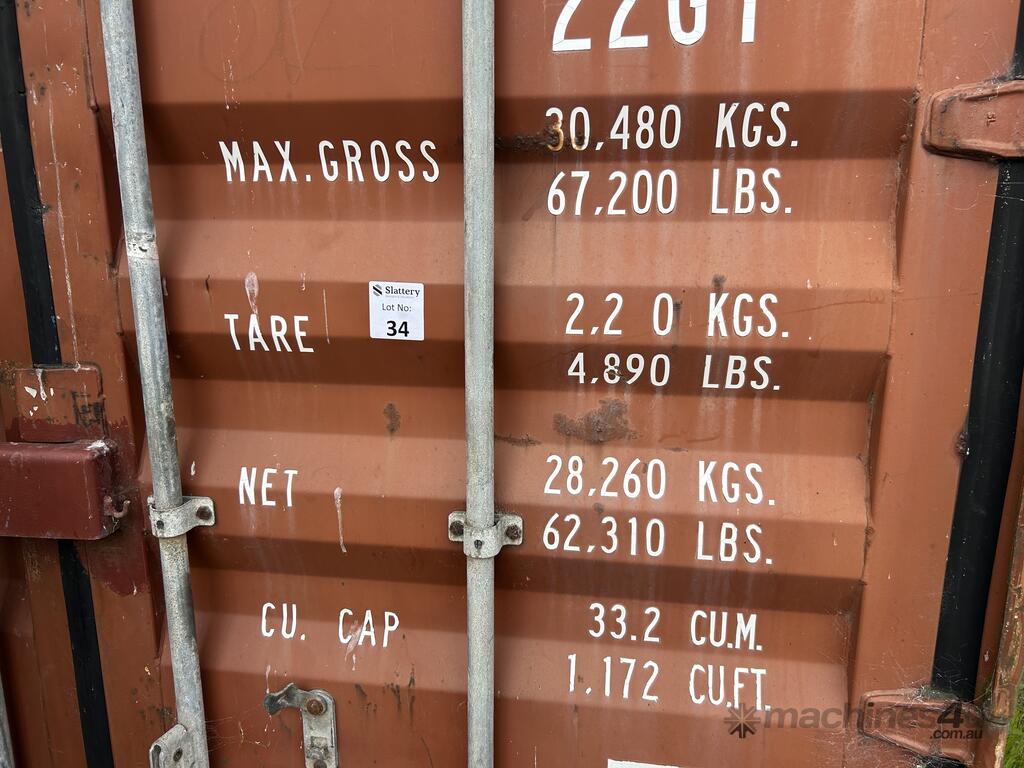 22G1
MAX.GROSS 30,480 KGS.
67,200 LBS.
Slattery
Lot No:
34
TARE 2,2 0 KGS.
4,890 LBS.
NET 28,260 KGS.
62,310 LBS.
CU. CAP 33.2 CU.M.
1,172 CU.FT.
machines4u
.com.au